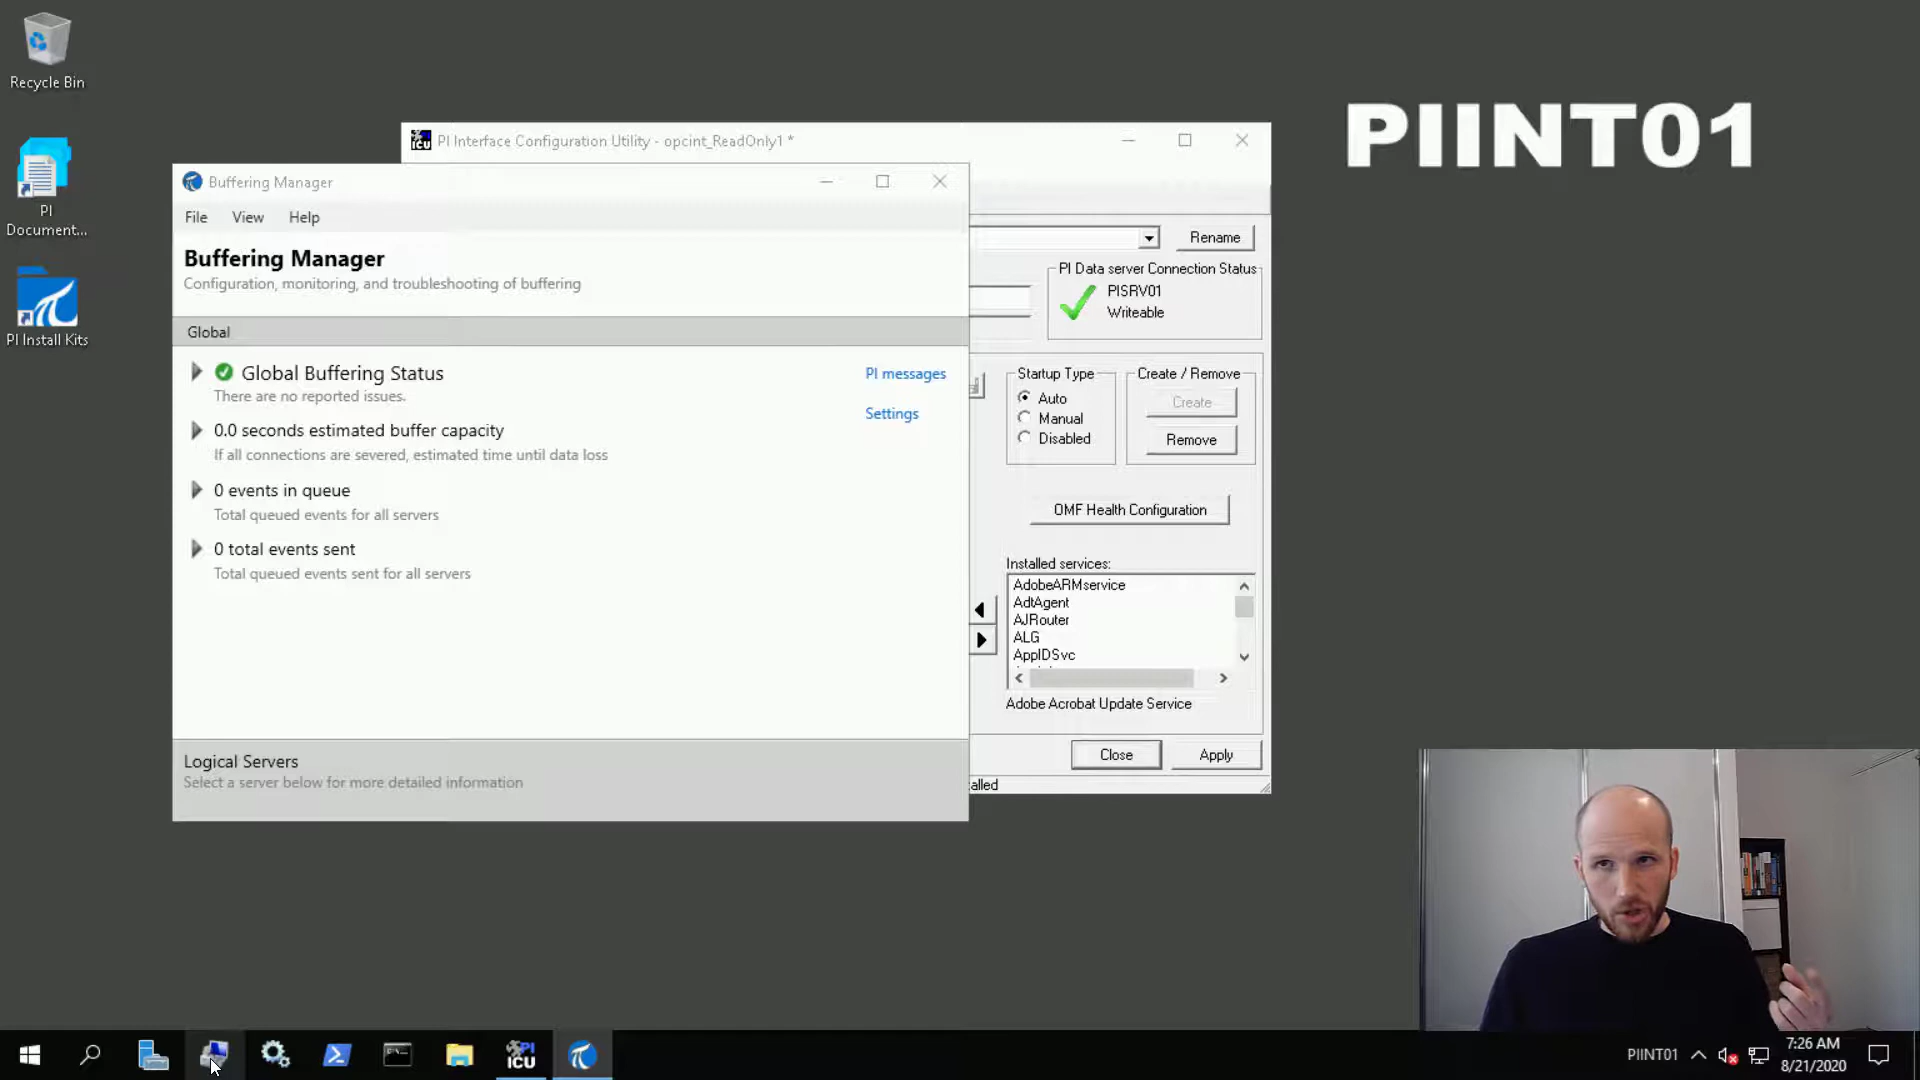 Recycle Bin
PI
Document...
PI Install Kits
PIINT01
PI ICU
PI Interface Configuration Utility - opcint_ReadOnly1 *
Rename
PI Data server Connection Status
PISRV01
Writeable
Startup Type
Auto
Manual
Disabled
Create / Remove
Create
Remove
OMF Health Configuration
Installed services:
AdobeARMservice
AdtAgent
AJRouter
ALG
AppIDSvc
Adobe Acrobat Update Service
Close
Apply
alled
Buffering Manager
File
View
Help
Buffering Manager
Configuration, monitoring, and troubleshooting of buffering
Global
Global Buffering Status
There are no reported issues.
PI messages
Settings
0.0 seconds estimated buffer capacity
If all connections are severed, estimated time until data loss
0 events in queue
Total queued events for all servers
0 total events sent
Total queued events sent for all servers
Logical Servers
Select a server below for more detailed information
PI
ICU
PIINT01
7:26 AM
8/21/2020